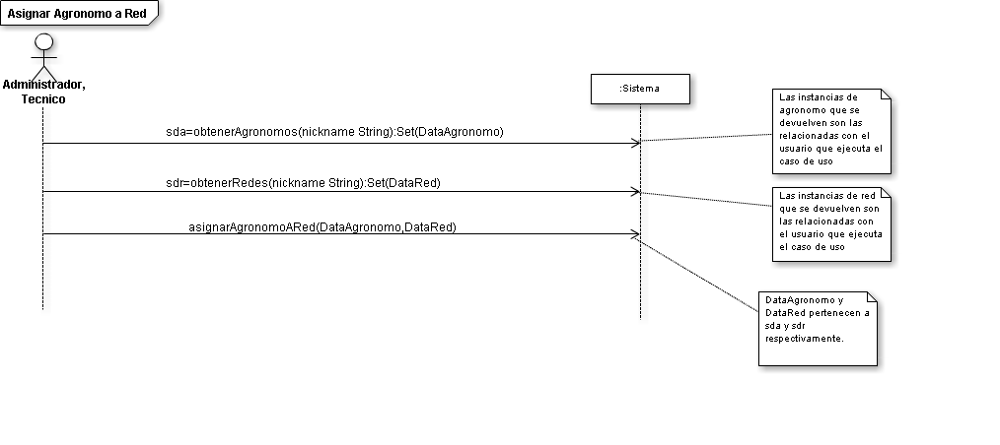 Asignar Agronomo a Red
Administrador,
Tecnico
:Sistema
sda=obtenerAgronomos(nickname String):Set(DataAgronomo)
Las instancias de
agronomo que se
devuelven son las
relacionadas con el
usuario que ejecuta el
caso de uso
sdr=obtenerRedes(nickname String):Set(DataRed)
Las instancias de red
que se devuelven son
las relacionadas con
el usuario que ejecuta
el caso de uso
asignarAgronomoARed(DataAgronomo,DataRed)
DataAgronomo y
DataRed pertenecen a
sda y sdr
respectivamente.